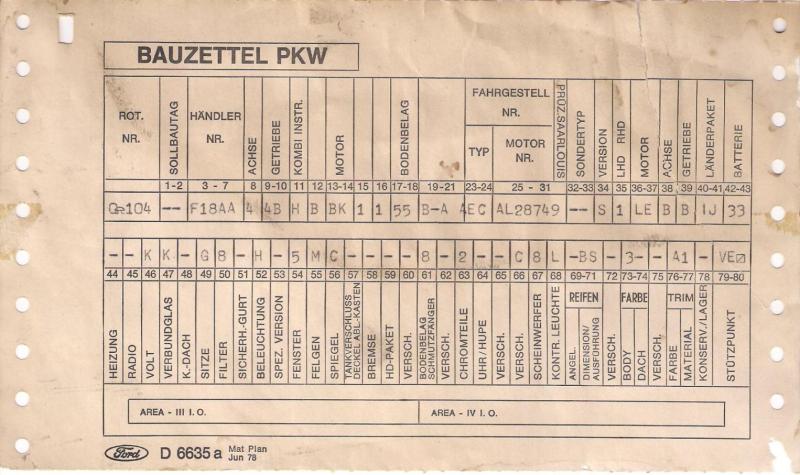 BAUZETTEL PKW
ROT. NR. SOLLBAUTAG HÄNDLER NR. ACHSE GETRIEBE KOMBI INSTR. MOTOR BODENBELAG FAHRGESTELL NR. TYP MOTOR NR. PRÜZ.SAARLOUIS SONDERTYP VERSION LHD RHD MOTOR ACHSE GETRIEBE LÄNDERPAKET BATTERIE
1-2 3 - 7 8 9-10 11 12 13-14 15 16 17-18 19-21 23-24 25 - 31 32-33 34 35 36-37 38 39 40-41 42-43
104 -- F18AA 4 4B H B BK 1 1 55 B-A 4 EC AL28749 -- S 1 LE B B IJ 33
- - K K - G 8 - H - 5 M C - - - 8 - 2 - - C 8 L -BS - 3- - A1 - VE
44 45 46 47 48 49 50 51 52 53 54 55 56 57 58 59 60 61 62 63 64 65 66 67 68 69-71 72 73-74 75 76-77 78 79-80
HEIZUNG RADIO VOLT VERBUNDGLAS K.-DACH SITZE FILTER SICHERH.-GURT BELEUCHTUNG SPEZ. VERSION FENSTER FELGEN SPIEGEL TANKVERSCHLUSS DECKEL ABL-KASTEN BREMSE HD-PAKET VERSCH. BODENBELAG SCHMUTZFÄNGER VERSCH. CHROMTEILE UHR/HUPE VERSCH. VERSCH. SCHEINWERFER KONTR. LEUCHTE REIFEN ANGEL. DIMENSION/ AUSFÜHRUNG VERSCH. FARBE BODY DACH VERSCH. TRIM FARBE MATERIAL KONSERV./LAGER STÜTZPUNKT
AREA - III I. O. AREA - IV I. O.
Ford D 6635 a Mat Plan
Jun 78